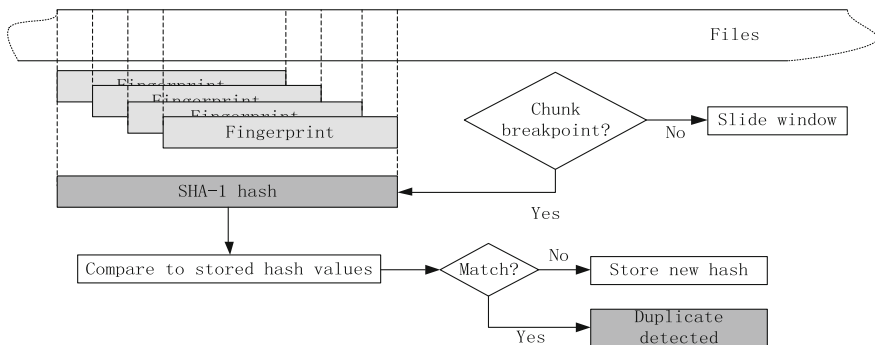 Files
Fingerprint
Fingerprint
Fingerprint
Fingerprint
Chunk
breakpoint?
No
Slide window
SHA-1 hash
Yes
Compare to stored hash values
Match?
No
Store new hash
Yes
Duplicate
detected